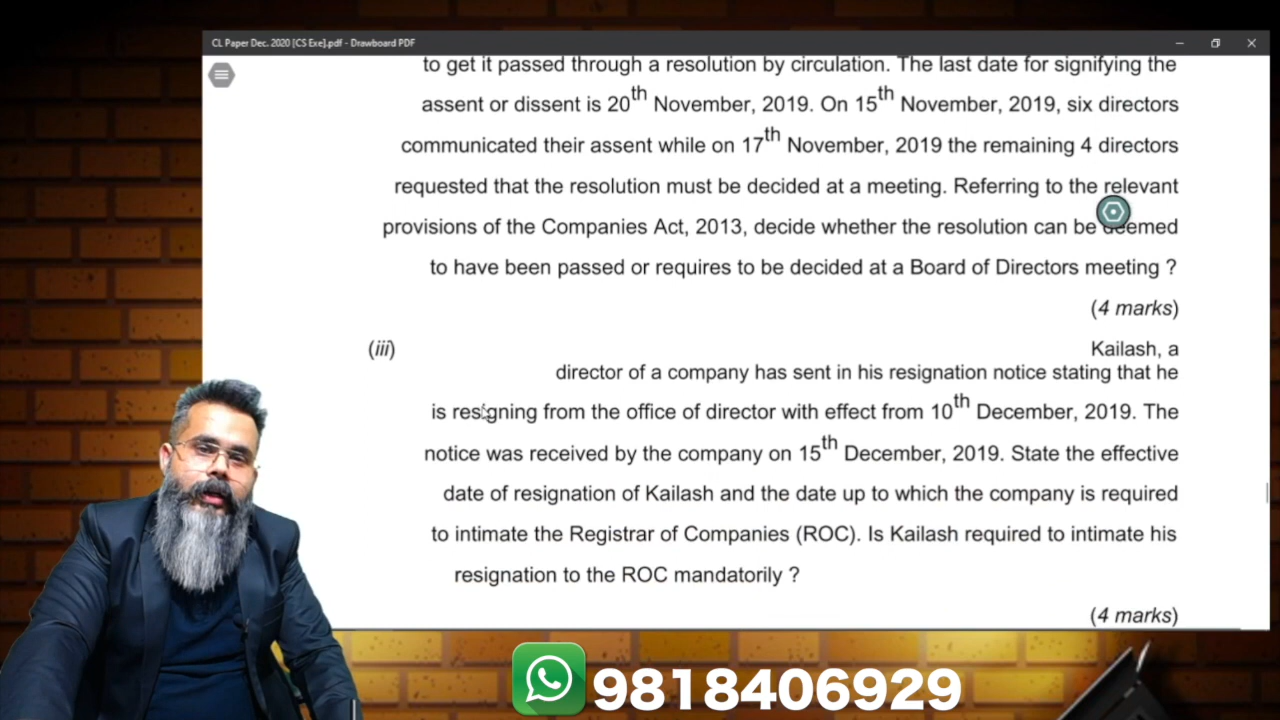 CL Paper Dec. 2020 [CS Exe].pdf - Drawboard PDF
to get it passed through a resolution by circulation. The last date for signifying the
assent or dissent is 20th November, 2019. On 15th November, 2019, six directors
communicated their assent while on 17th November, 2019 the remaining 4 directors
requested that the resolution must be decided at a meeting. Referring to the relevant
provisions of the Companies Act, 2013, decide whether the resolution can be deemed
to have been passed or requires to be decided at a Board of Directors meeting ?
(4 marks)
(iii) Kailash, a
director of a company has sent in his resignation notice stating that he
is resigning from the office of director with effect from 10th December, 2019. The
notice was received by the company on 15th December, 2019. State the effective
date of resignation of Kailash and the date up to which the company is required
to intimate the Registrar of Companies (ROC). Is Kailash required to intimate his
resignation to the ROC mandatorily ?
(4 marks)
9818406929